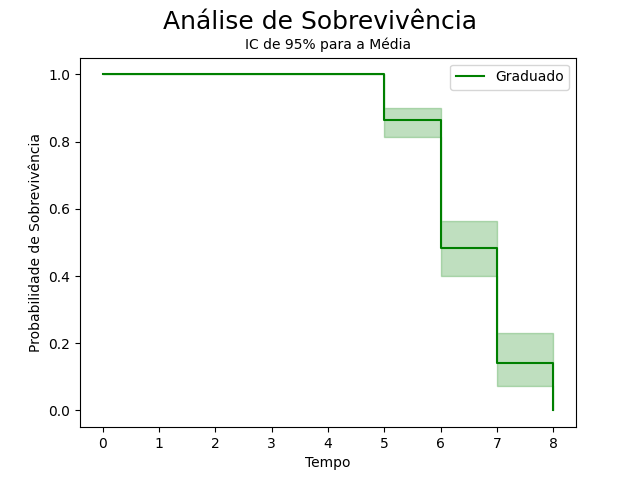 Análise de Sobrevivência
IC de 95% para a Média
Graduado
Probabilidade de Sobrevivência
1.0
0.8
0.6
0.4
0.2
0.0
0 1 2 3 4 5 6 7 8
Tempo